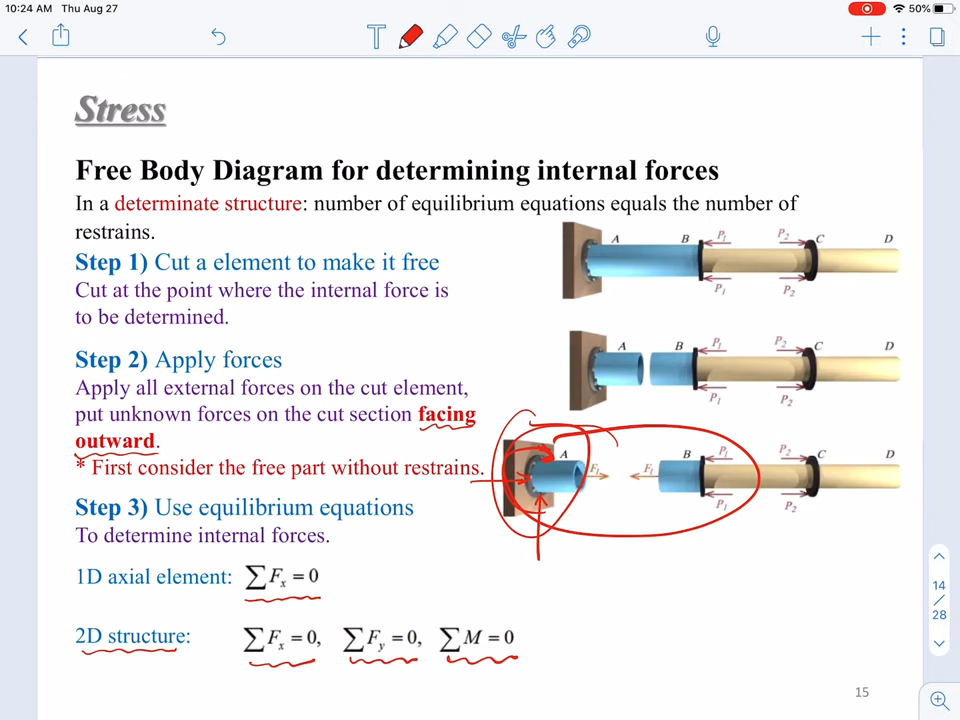 10:24 AM Thu Aug 27
50%
Stress
Free Body Diagram for determining internal forces
In a determinate structure: number of equilibrium equations equals the number of
restrains.
Step 1) Cut a element to make it free
Cut at the point where the internal force is
to be determined.
A B P1 P2 C D
P1 P2
Step 2) Apply forces
Apply all external forces on the cut element,
put unknown forces on the cut section facing
outward.
* First consider the free part without restrains.
A B P1 P2 C D
P1 P2
Step 3) Use equilibrium equations
To determine internal forces.
A F1 F1 B P1 P2 C D
P1 P2
1D axial element: ∑Fx = 0
2D structure: ∑Fx = 0, ∑Fy = 0, ∑M = 0
14
/
28
15